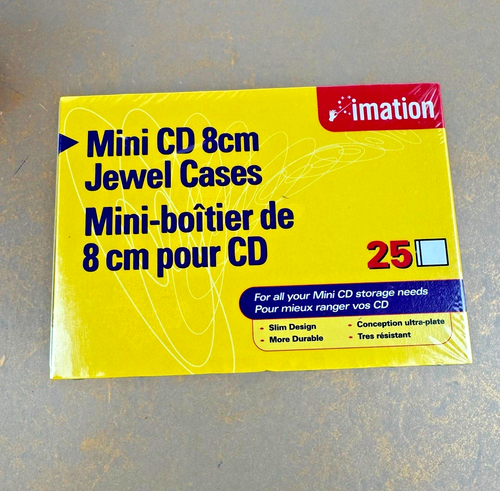 imation
Mini CD 8cm
Jewel Cases
Mini-boîtier de
8 cm pour CD
25
For all your Mini CD storage needs
Pour mieux ranger vos CD
• Slim Design
• More Durable
• Conception ultra-plate
• Tres résistant